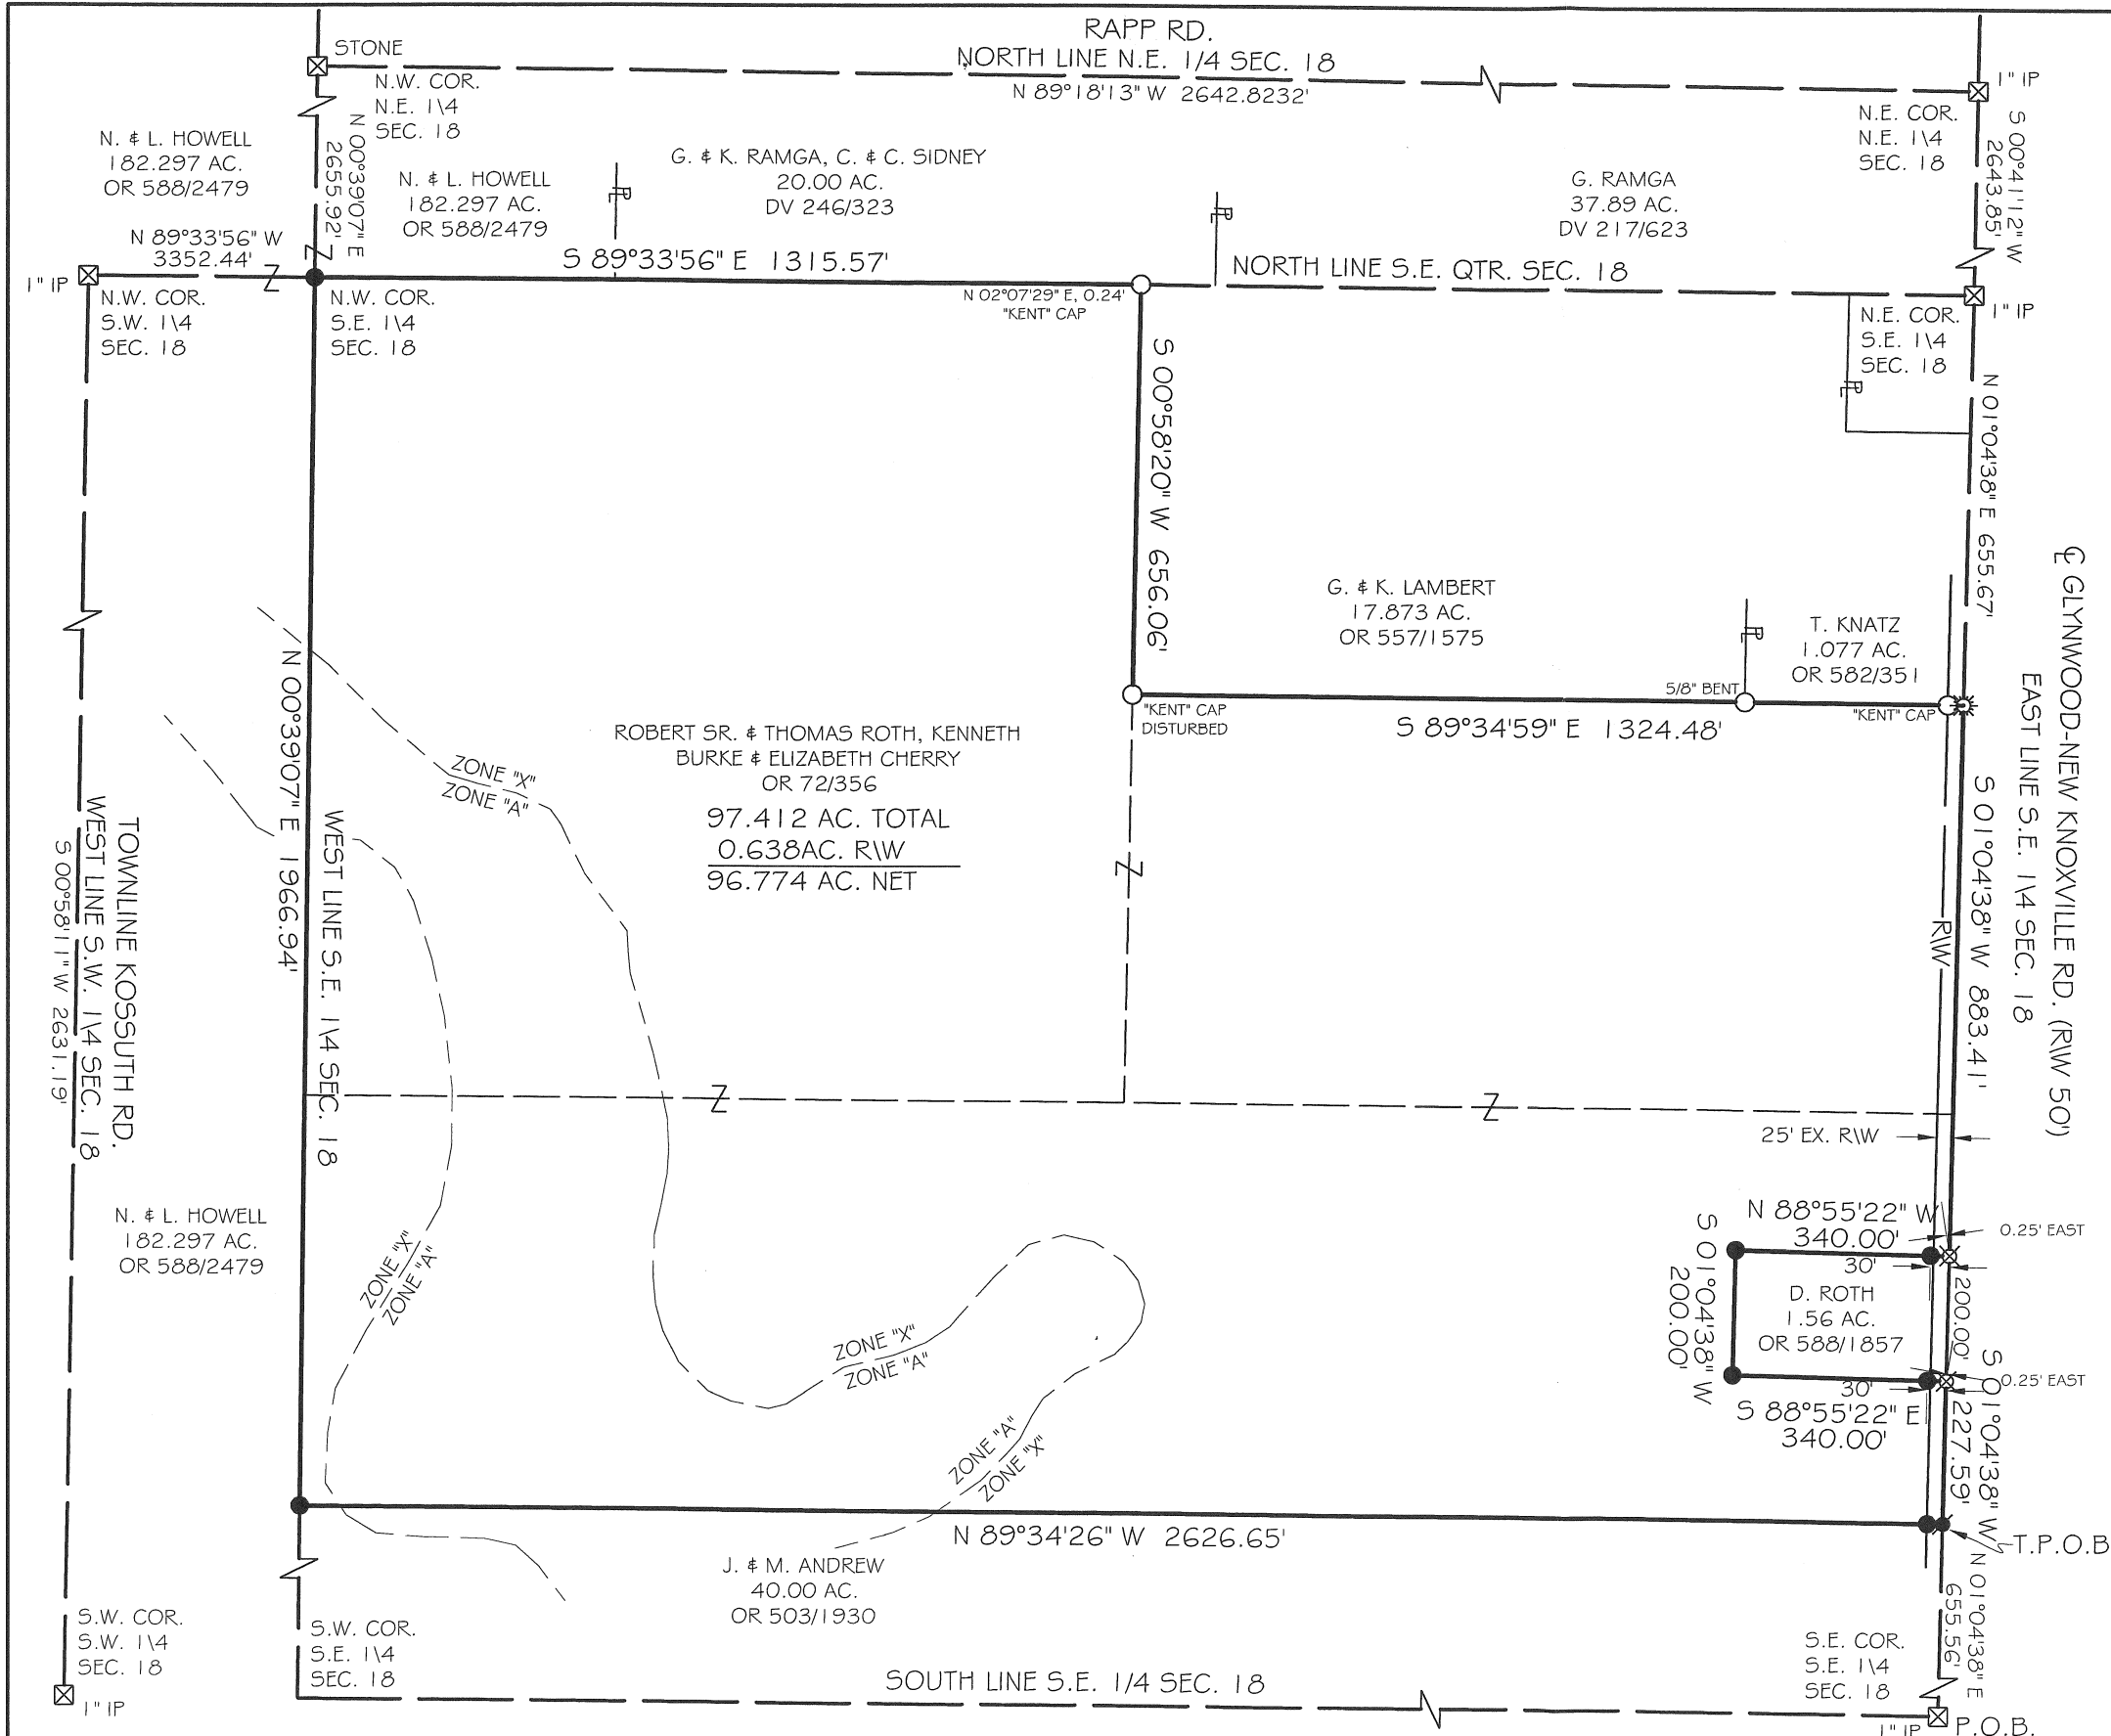 RAPP RD.
NORTH LINE N.E. 1/4 SEC. 18
N 89°18'13" W 2642.8232'
STONE
N.W. COR.
N.E. 1\4
SEC. 18
1" IP
N.E. COR.
N.E. 1\4
SEC. 18
S 00°41'12" W
2643.85'
N. & L. HOWELL
182.297 AC.
OR 588/2479
N 00°39'07" E
2655.92'
N. & L. HOWELL
182.297 AC.
OR 588/2479
G. & K. RAMGA, C. & C. SIDNEY
20.00 AC.
DV 246/323
G. RAMGA
37.89 AC.
DV 217/623
PL
PL
N 89°33'56" W
3352.44'
S 89°33'56" E 1315.57'
NORTH LINE S.E. QTR. SEC. 18
1" IP
N.W. COR.
S.W. 1\4
SEC. 18
N.W. COR.
S.E. 1\4
SEC. 18
N 02°07'29" E, 0.24'
"KENT" CAP
1" IP
N.E. COR.
S.E. 1\4
SEC. 18
PL
S 00°58'20" W 656.06'
N 01°04'38" E 655.67'
CL GLYNWOOD-NEW KNOXVILLE RD. (R\W 50')
EAST LINE S.E. 1\4 SEC. 18
G. & K. LAMBERT
17.873 AC.
OR 557/1575
PL
T. KNATZ
1.077 AC.
OR 582/351
5/8" BENT
"KENT" CAP
"KENT" CAP
DISTURBED
S 89°34'59" E 1324.48'
ROBERT SR. & THOMAS ROTH, KENNETH
BURKE & ELIZABETH CHERRY
OR 72/356
97.412 AC. TOTAL
0.638AC. R\W
96.774 AC. NET
ZONE "X"
ZONE "A"
N 00°39'07" E 1966.94'
WEST LINE S.E. 1\4 SEC. 18
TOWNLINE KOSSUTH RD.
WEST LINE S.W. 1\4 SEC. 18
S 00°58'11" W 2631.19'
R\W
S 01°04'38" W 883.41'
25' EX. R\W
N. & L. HOWELL
182.297 AC.
OR 588/2479
ZONE "X"
ZONE "A"
ZONE "X"
ZONE "A"
ZONE "A"
ZONE "X"
N 88°55'22" W
340.00'
0.25' EAST
30'
S 01°04'38" W
200.00'
D. ROTH
1.56 AC.
OR 588/1857
200.00'
0.25' EAST
30'
S 88°55'22" E
340.00'
S 01°04'38" W
227.59'
N 89°34'26" W 2626.65'
T.P.O.B
J. & M. ANDREW
40.00 AC.
OR 503/1930
N 01°04'38" E
655.56'
S.W. COR.
S.W. 1\4
SEC. 18
1" IP
S.W. COR.
S.E. 1\4
SEC. 18
SOUTH LINE S.E. 1/4 SEC. 18
S.E. COR.
S.E. 1\4
SEC. 18
1" IP
P.O.B.